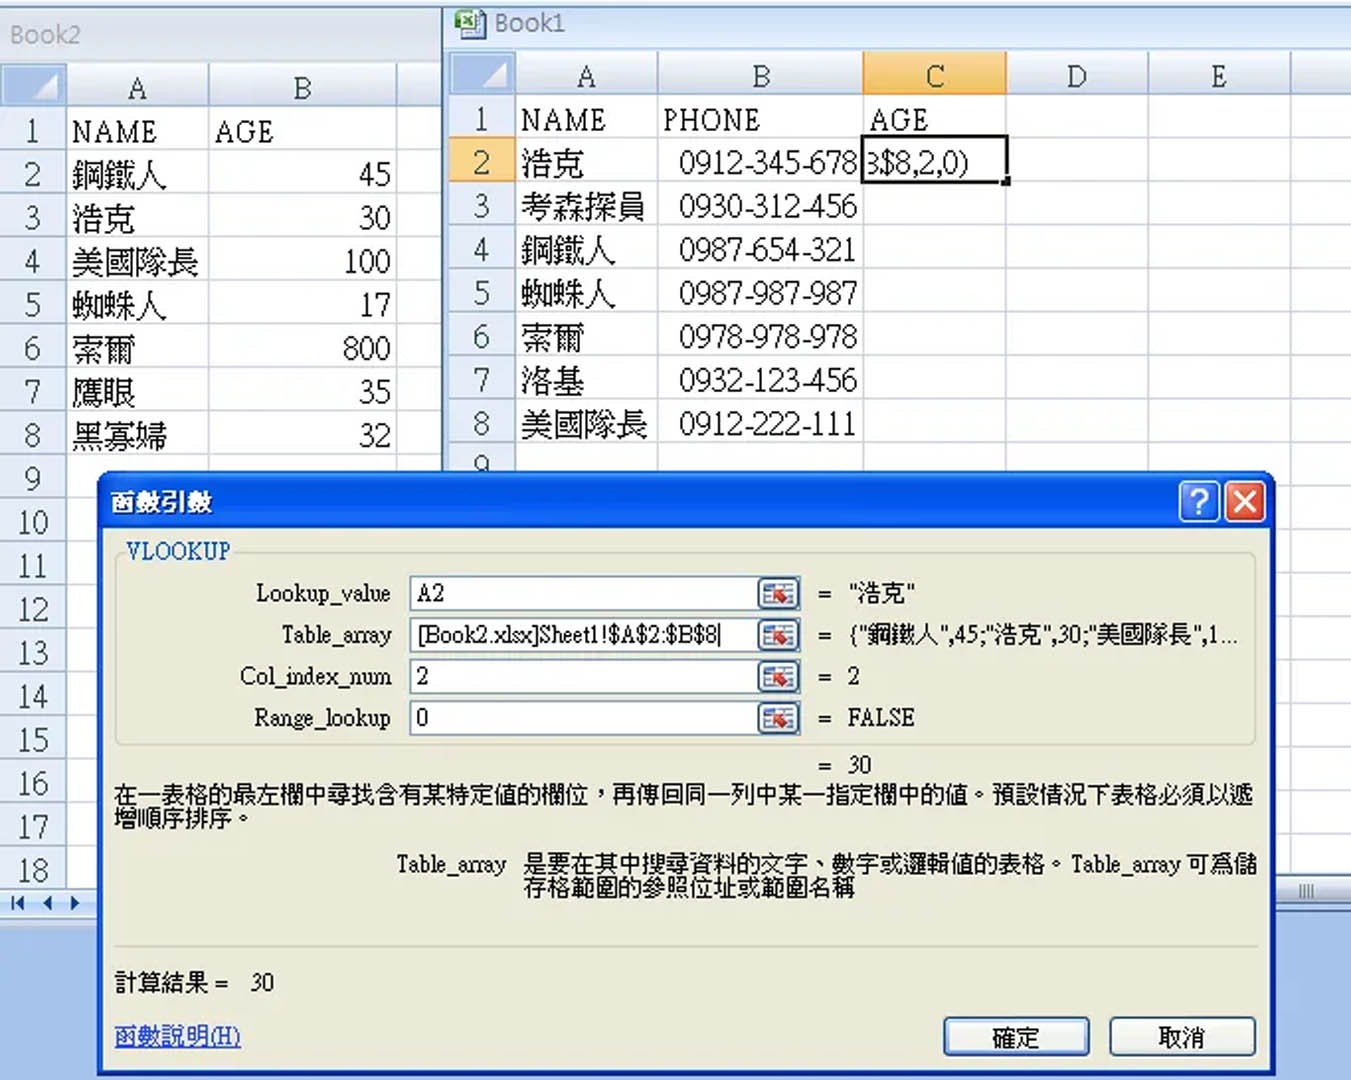 Book2
A B
1 NAME AGE
2 鋼鐵人 45
3 浩克 30
4 美國隊長 100
5 蜘蛛人 17
6 索爾 800
7 鷹眼 35
8 黑寡婦 32
9
10
11
12
13
14
15
16
17
18
Book1
A B C D E
1 NAME PHONE AGE
2 浩克 0912-345-678 3$8,2,0)
3 考森探員 0930-312-456
4 鋼鐵人 0987-654-321
5 蜘蛛人 0987-987-987
6 索爾 0978-978-978
7 洛基 0932-123-456
8 美國隊長 0912-222-111
9
函數引數
VLOOKUP
Lookup_value A2 = "浩克"
Table_array [Book2.xlsx]Sheet1!$A$2:$B$8 = {"鋼鐵人",45;"浩克",30;"美國隊長",1...
Col_index_num 2 = 2
Range_lookup 0 = FALSE
= 30
在一表格的最左欄中尋找含有某特定值的欄位，再傳回同一列中某一指定欄中的值。預設情況下表格必須以遞
增順序排序。
Table_array 是要在其中搜尋資料的文字、數字或邏輯值的表格。Table_array 可為儲
存格範圍的參照位址或範圍名稱
計算結果 = 30
函數說明(H)
確定 取消